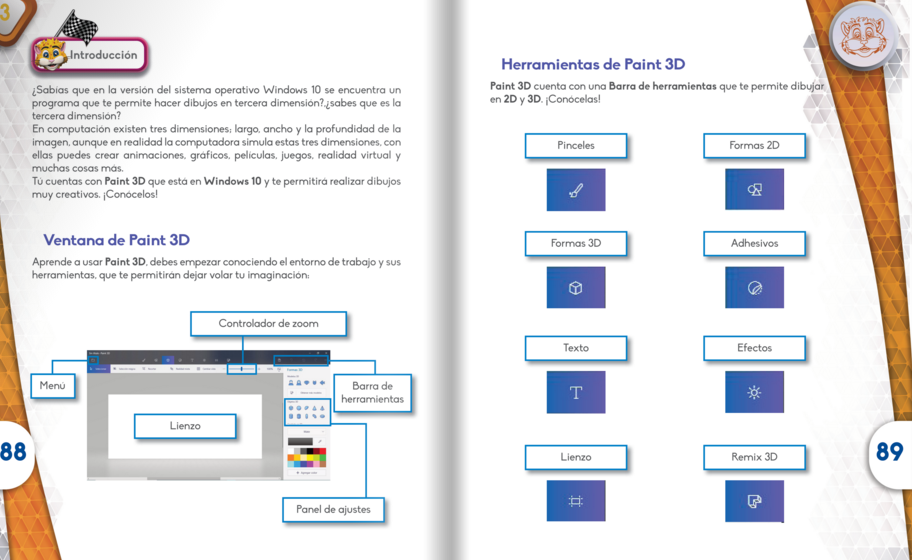 3
Introducción
¿Sabías que en la versión del sistema operativo Windows 10 se encuentra un
programa que te permite hacer dibujos en tercera dimensión?,¿sabes que es la
tercera dimensión?
En computación existen tres dimensiones; largo, ancho y la profundidad de la
imagen, aunque en realidad la computadora simula estas tres dimensiones, con
ellas puedes crear animaciones, gráficos, películas, juegos, realidad virtual y
muchas cosas más.
Tú cuentas con Paint 3D que está en Windows 10 y te permitirá realizar dibujos
muy creativos. ¡Conócelos!
Ventana de Paint 3D
Aprende a usar Paint 3D, debes empezar conociendo el entorno de trabajo y sus
herramientas, que te permitirán dejar volar tu imaginación:
Controlador de zoom
Menú
Barra de
herramientas
Lienzo
Panel de ajustes
88
Herramientas de Paint 3D
Paint 3D cuenta con una Barra de herramientas que te permite dibujar
en 2D y 3D. ¡Conócelas!
Pinceles
Formas 2D
Formas 3D
Adhesivos
Texto
Efectos
T
Lienzo
Remix 3D
89